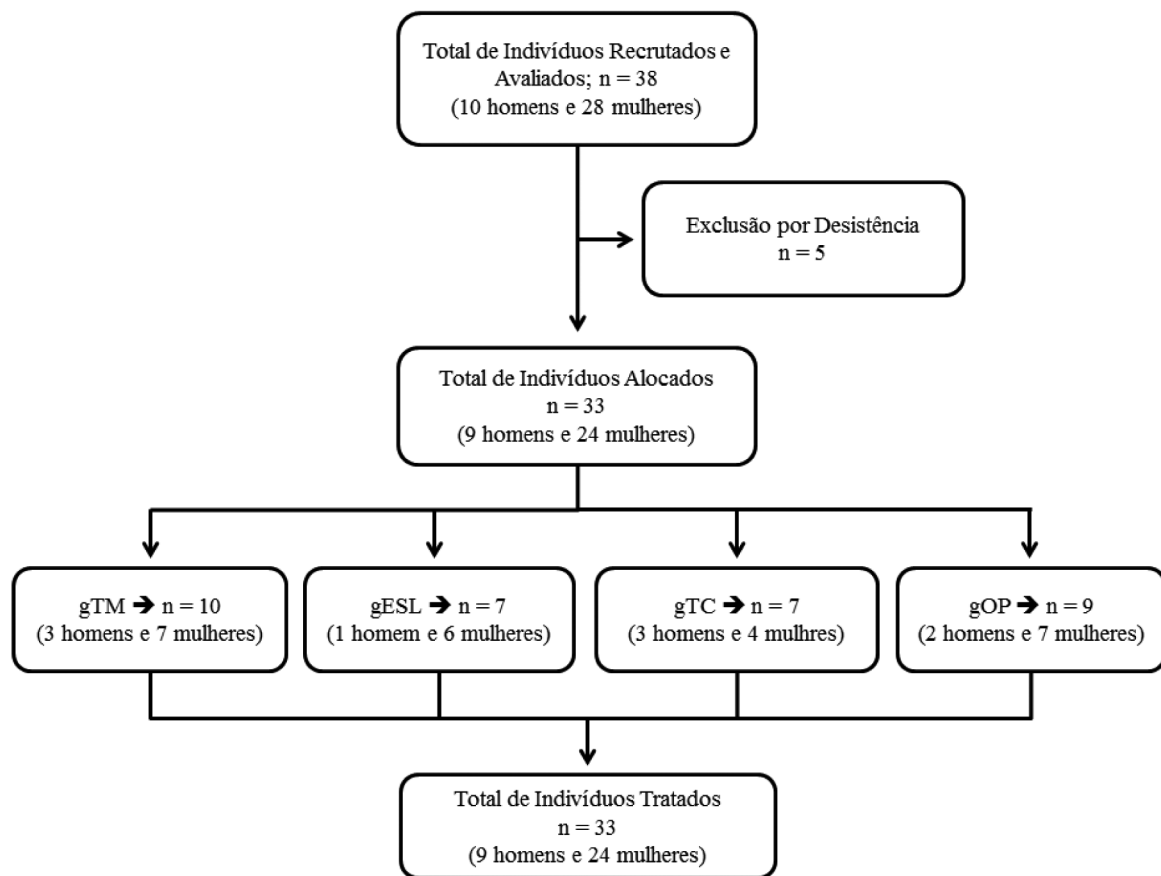 Total de Indivíduos Recrutados e
Avaliados; n = 38
(10 homens e 28 mulheres)
Exclusão por Desistência
n = 5
Total de Indivíduos Alocados
n = 33
(9 homens e 24 mulheres)
gTM ➔ n = 10
(3 homens e 7 mulheres)
gESL ➔ n = 7
(1 homem e 6 mulheres)
gTC ➔ n = 7
(3 homens e 4 mulhres)
gOP ➔ n = 9
(2 homens e 7 mulheres)
Total de Indivíduos Tratados
n = 33
(9 homens e 24 mulheres)